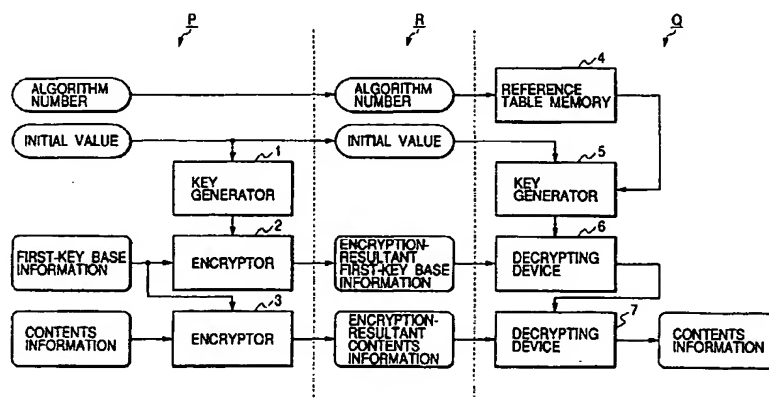 P
R
Q
ALGORITHM
NUMBER
ALGORITHM
NUMBER
4
REFERENCE
TABLE MEMORY
INITIAL VALUE
INITIAL VALUE
1
KEY
GENERATOR
5
KEY
GENERATOR
FIRST-KEY BASE
INFORMATION
2
ENCRYPTOR
ENCRYPTION-
RESULTANT
FIRST-KEY BASE
INFORMATION
6
DECRYPTING
DEVICE
CONTENTS
INFORMATION
3
ENCRYPTOR
ENCRYPTION-
RESULTANT
CONTENTS
INFORMATION
7
DECRYPTING
DEVICE
CONTENTS
INFORMATION